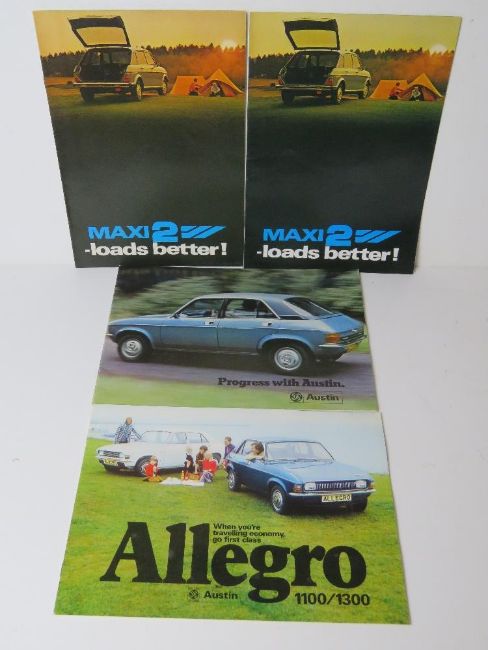 MAXI 2
-loads better!
MAXI 2
-loads better!
Progress with Austin.
Austin
ALLEGRO
When you're
travelling economy,
go first class
Allegro
Austin
1100/1300